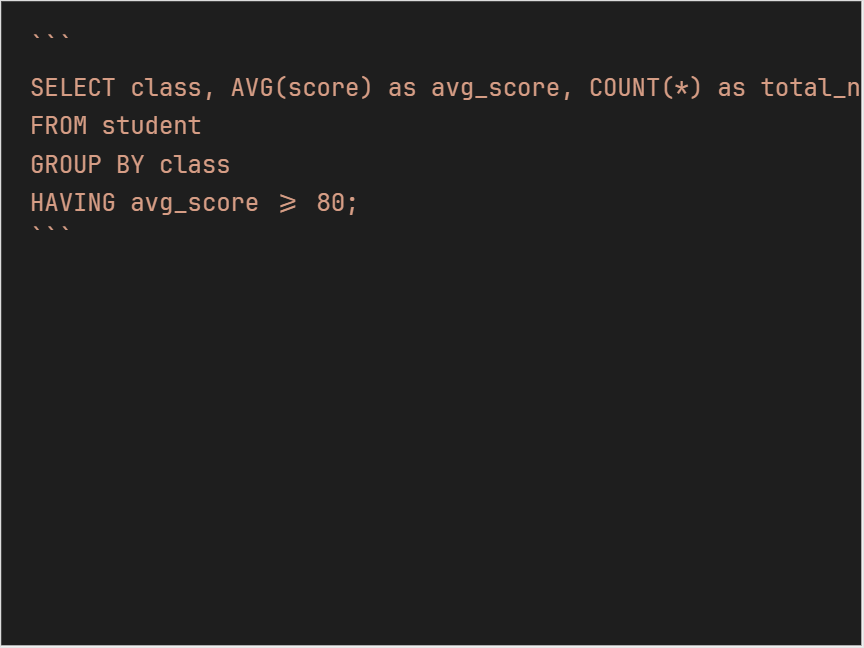 ```
SELECT class, AVG(score) as avg_score, COUNT(*) as total_n
FROM student
GROUP BY class
HAVING avg_score >= 80;
```